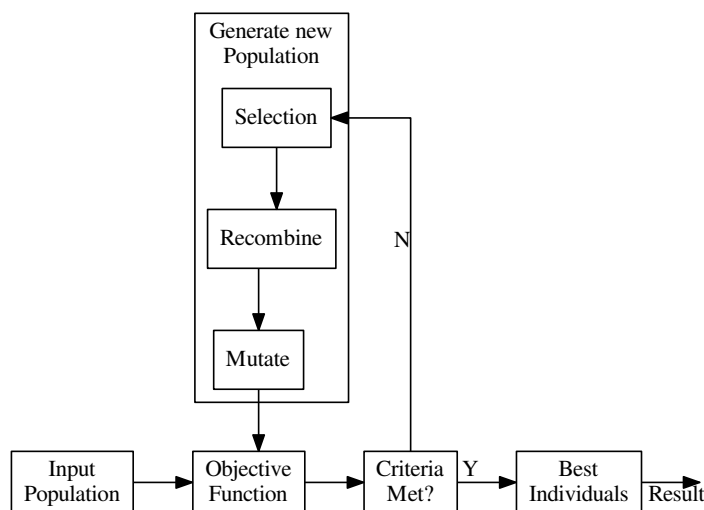 Generate new
Population
Selection
Recombine
N
Mutate
Input
Population
Objective
Function
Criteria
Met?
Y
Best
Individuals
Result